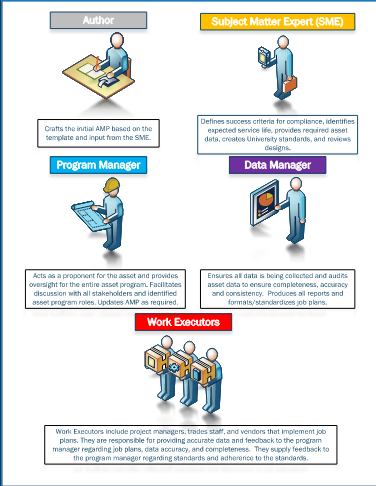 Author
Subject Matter Expert (SME)
Crafts the initial AMP based on the
template and input from the SME.
Defines success criteria for compliance, identifies
expected service life, provides required asset
data, creates University standards, and reviews
designs.
Program Manager
Data Manager
Acts as a proponent for the asset and provides
oversight for the entire asset program. Facilitates
discussion with all stakeholders and identified
asset program roles. Updates AMP as required.
Ensures all data is being collected and audits
asset data to ensure completeness, accuracy
and consistency. Produces all reports and
formats/standardizes job plans.
Work Executors
Work Executors include project managers, trades staff, and vendors that implement job
plans. They are responsible for providing accurate data and feedback to the program
manager regarding job plans, data accuracy, and completeness. They supply feedback to
the program manager regarding standards and adherence to the standards.